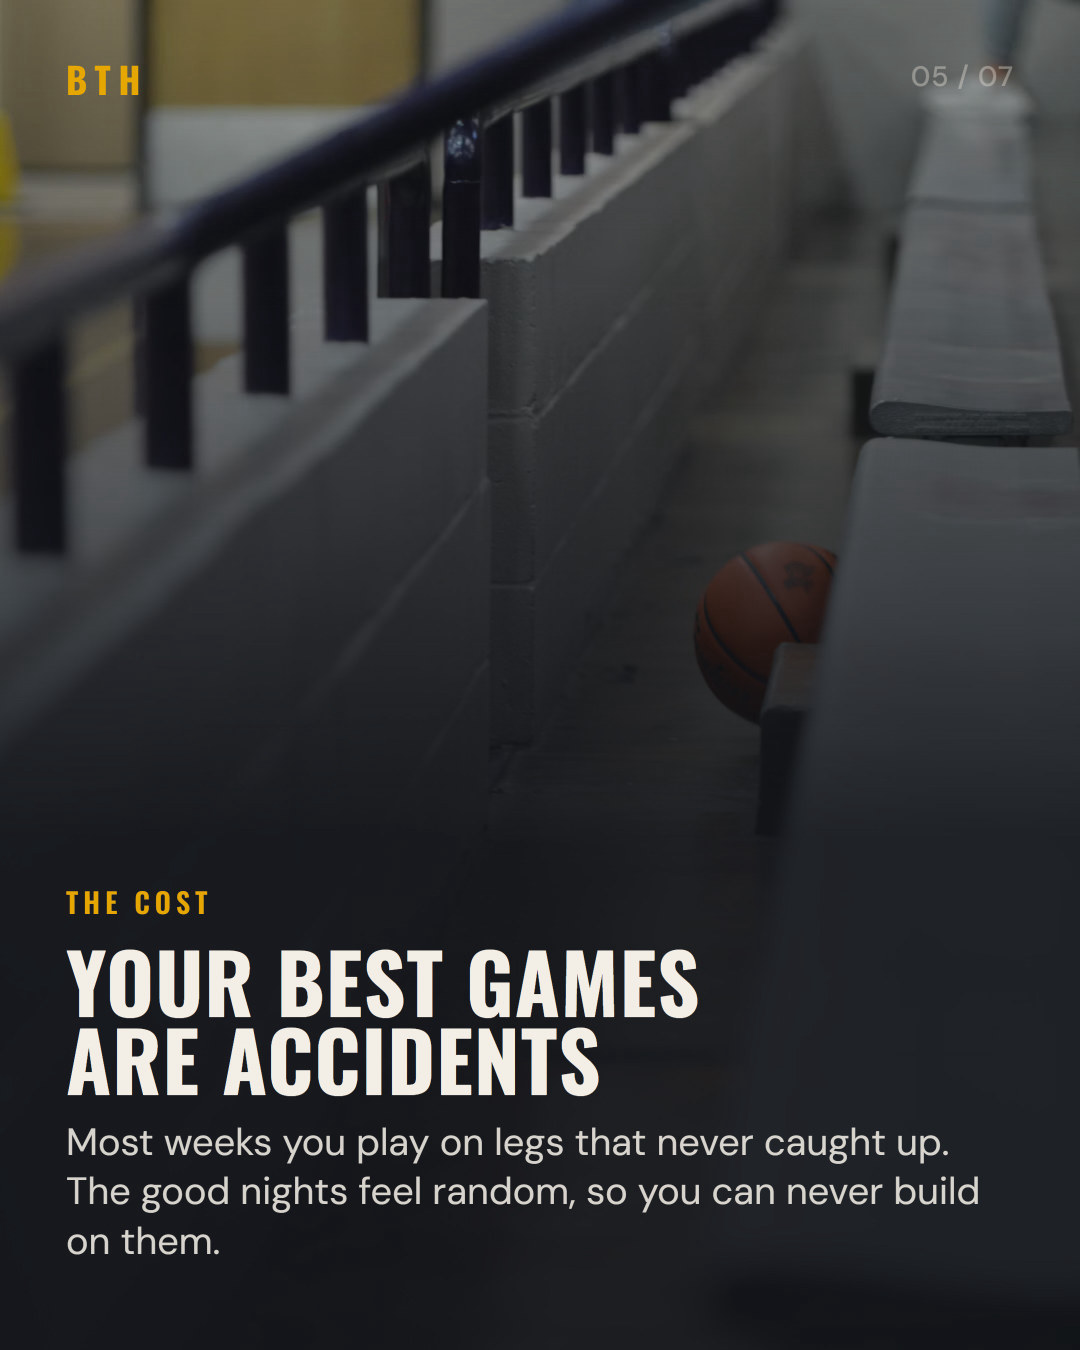 BTH
05 / 07
THE COST
YOUR BEST GAMES
ARE ACCIDENTS
Most weeks you play on legs that never caught up.
The good nights feel random, so you can never build
on them.